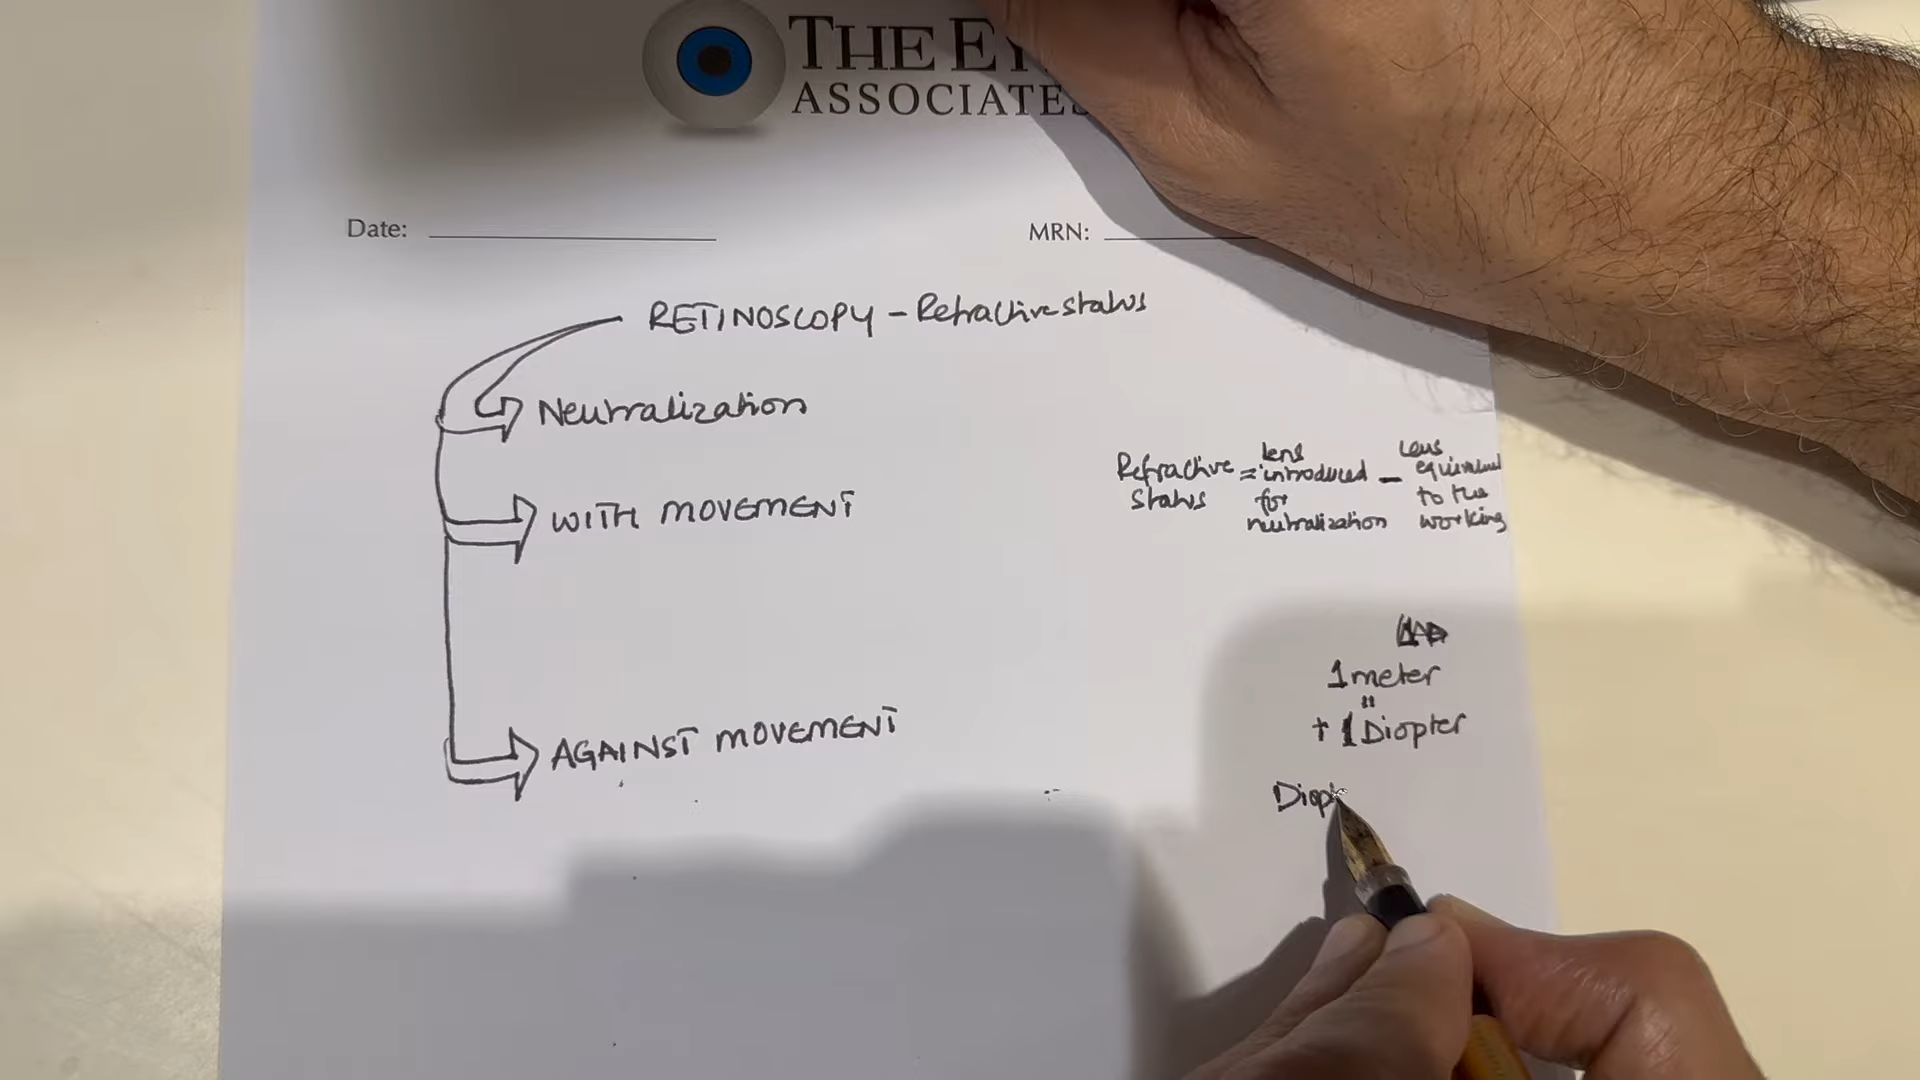 THE EY
ASSOCIATES
Date:
MRN:
RETINOSCOPY - Refractive status
Neutralization
WITH MOVEMENT
AGAINST MOVEMENT
Refractive = lens introduced - Lens equivalent
status for to the
neutralization working
1 meter
"
+ 1 Diopter
Diopt